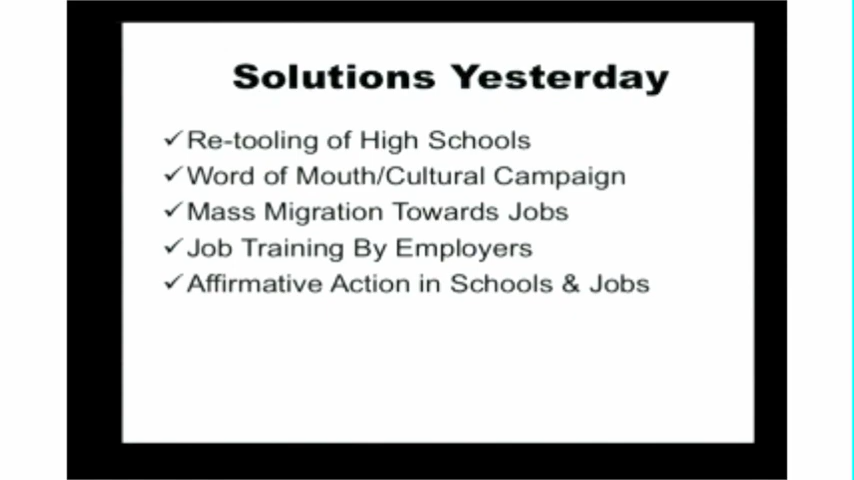 Solutions Yesterday
✓Re-tooling of High Schools
✓Word of Mouth/Cultural Campaign
✓Mass Migration Towards Jobs
✓Job Training By Employers
✓Affirmative Action in Schools & Jobs